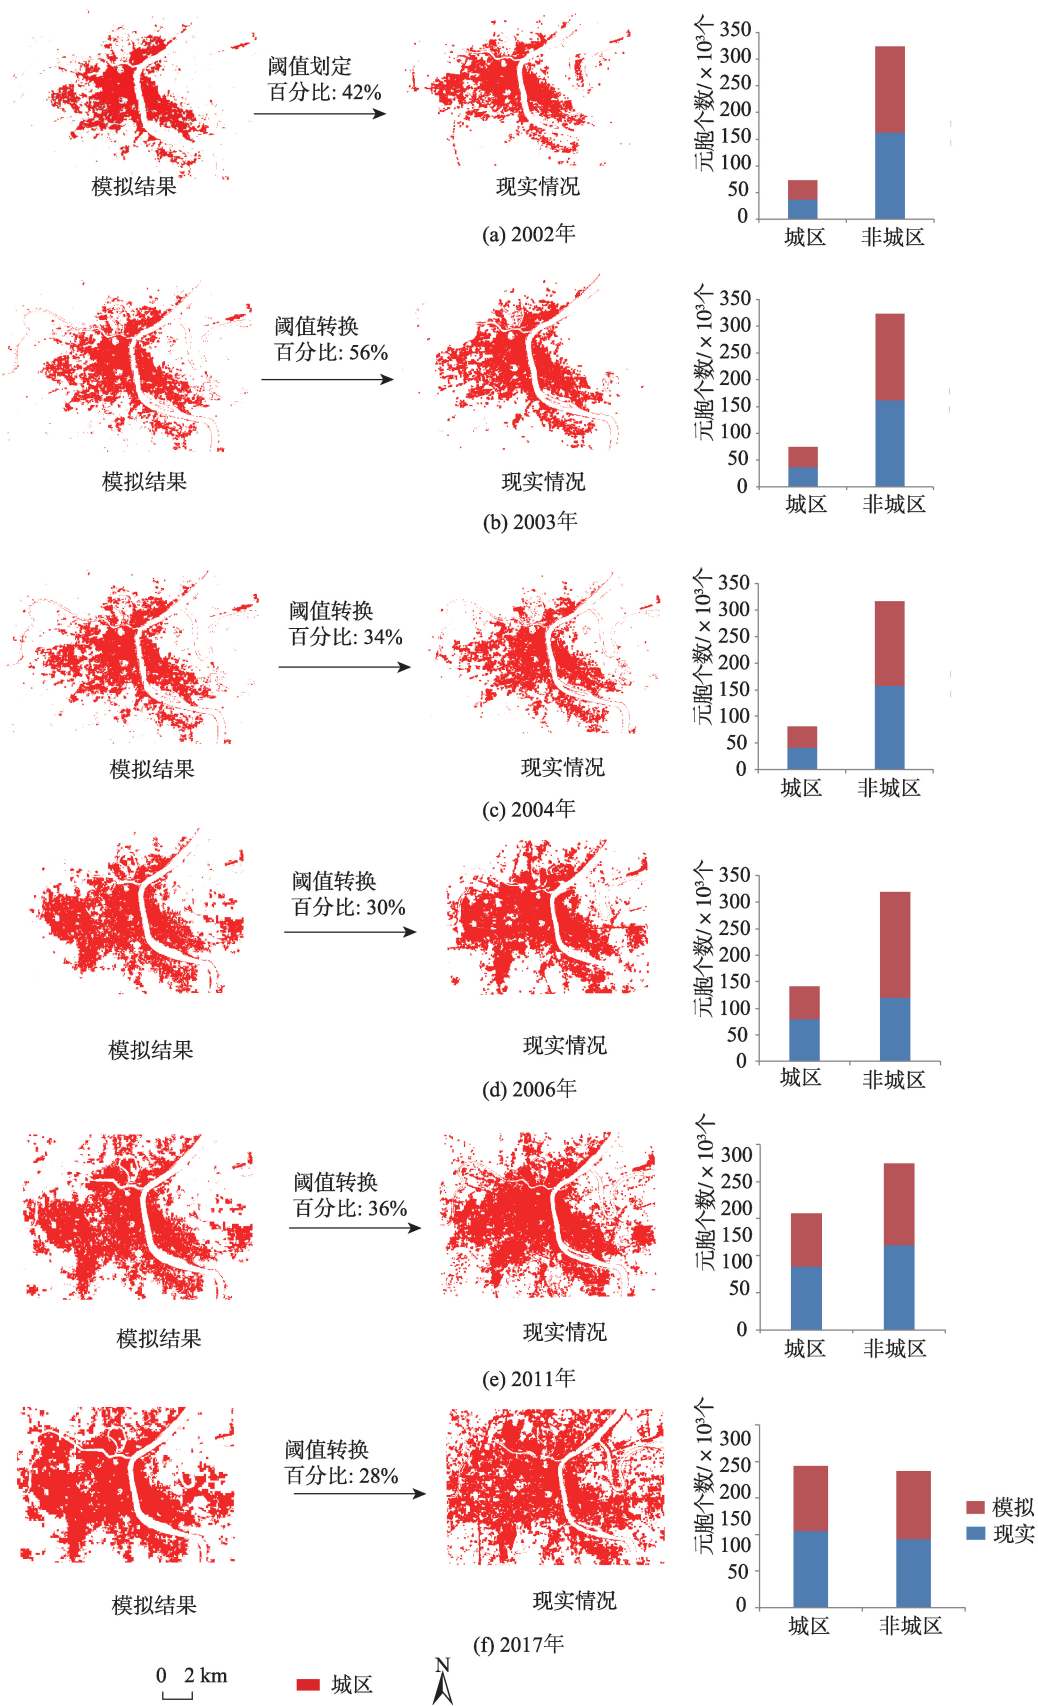 阈值划定
百分比: 42%
模拟结果
现实情况
元胞个数/×10³个
350
300
250
200
150
100
50
0
城区
非城区
(a) 2002年
阈值转换
百分比: 56%
模拟结果
现实情况
元胞个数/×10³个
350
300
250
200
150
100
50
0
城区
非城区
(b) 2003年
阈值转换
百分比: 34%
模拟结果
现实情况
元胞个数/×10³个
350
300
250
200
150
100
50
0
城区
非城区
(c) 2004年
阈值转换
百分比: 30%
模拟结果
现实情况
元胞个数/×10³个
350
300
250
200
150
100
50
0
城区
非城区
(d) 2006年
阈值转换
百分比: 36%
模拟结果
现实情况
元胞个数/×10³个
300
250
200
150
100
50
0
城区
非城区
(e) 2011年
阈值转换
百分比: 28%
模拟结果
现实情况
元胞个数/×10³个
300
250
200
150
100
50
0
城区
非城区
模拟
现实
(f) 2017年
0 2 km
城区
N